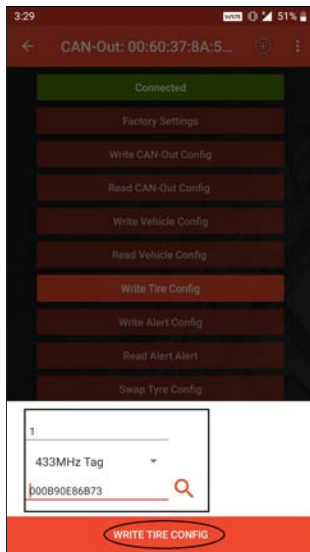 3:29
51%
CAN-Out: 00:60:37:8A:5...
Connected
Factory Settings
Write CAN-Out Config
Read CAN-Out Config
Write Vehicle Config
Read Vehicle Config
Write Tire Config
Write Alert Config
Read Alert Alert
Swap Tyre Config
1
433MHz Tag
000B90E86B73
WRITE TIRE CONFIG